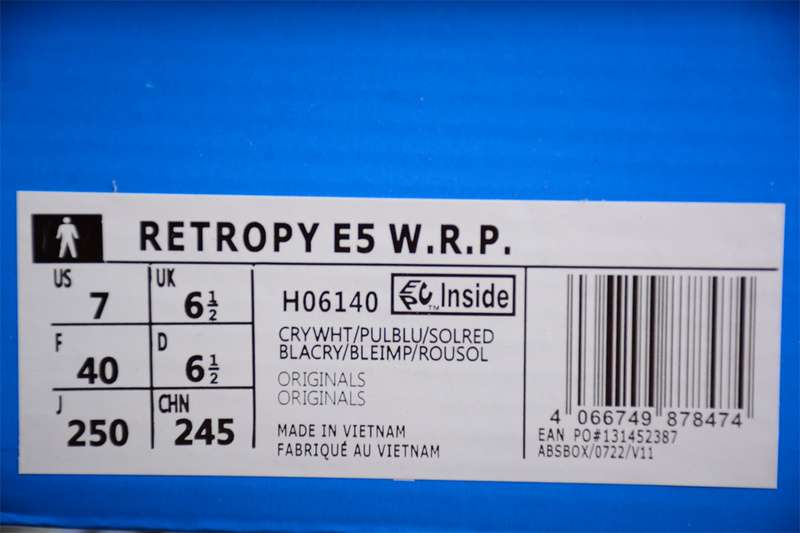 RETROPY E5 W.R.P.
US 7 UK 6½
F 40 D 6½
J 250 CHN 245
H06140 EPC™ Inside
CRYWHT/PULBLU/SOLRED
BLACRY/BLEIMP/ROUSOL
ORIGINALS
ORIGINALS
MADE IN VIETNAM
FABRIQUÉ AU VIETNAM
4 066749 878474
EAN PO#131452387
ABSBOX/0722/V11